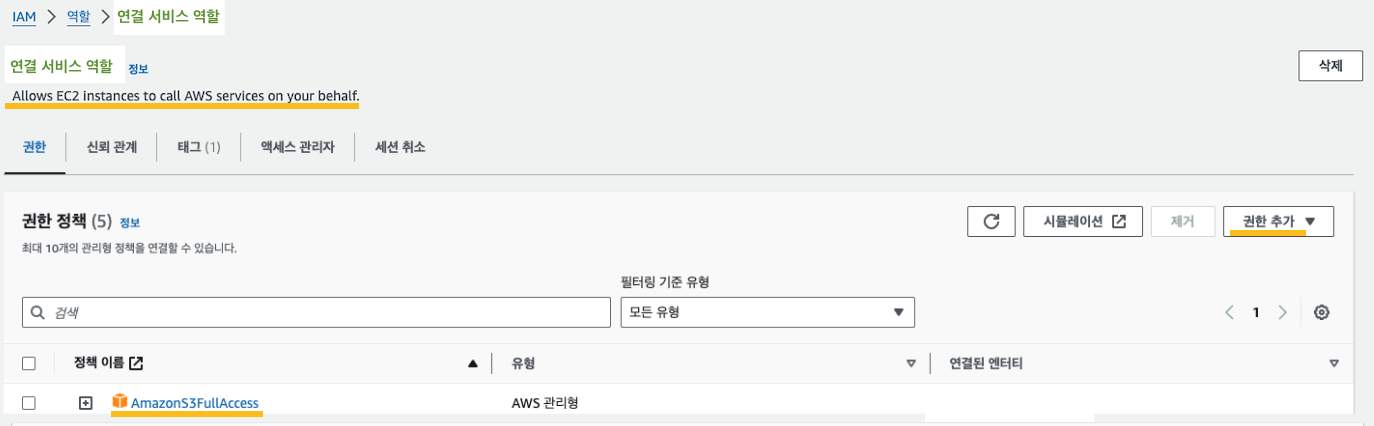 IAM > 역할 > 연결 서비스 역할
연결 서비스 역할 정보
삭제
Allows EC2 instances to call AWS services on your behalf.
권한 신뢰 관계 태그 (1) 액세스 관리자 세션 취소
권한 정책 (5) 정보
시뮬레이션 제거 권한 추가
최대 10개의 관리형 정책을 연결할 수 있습니다.
필터링 기준 유형
검색 모든 유형 1
정책 이름 유형 연결된 엔터티
AmazonS3FullAccess AWS 관리형